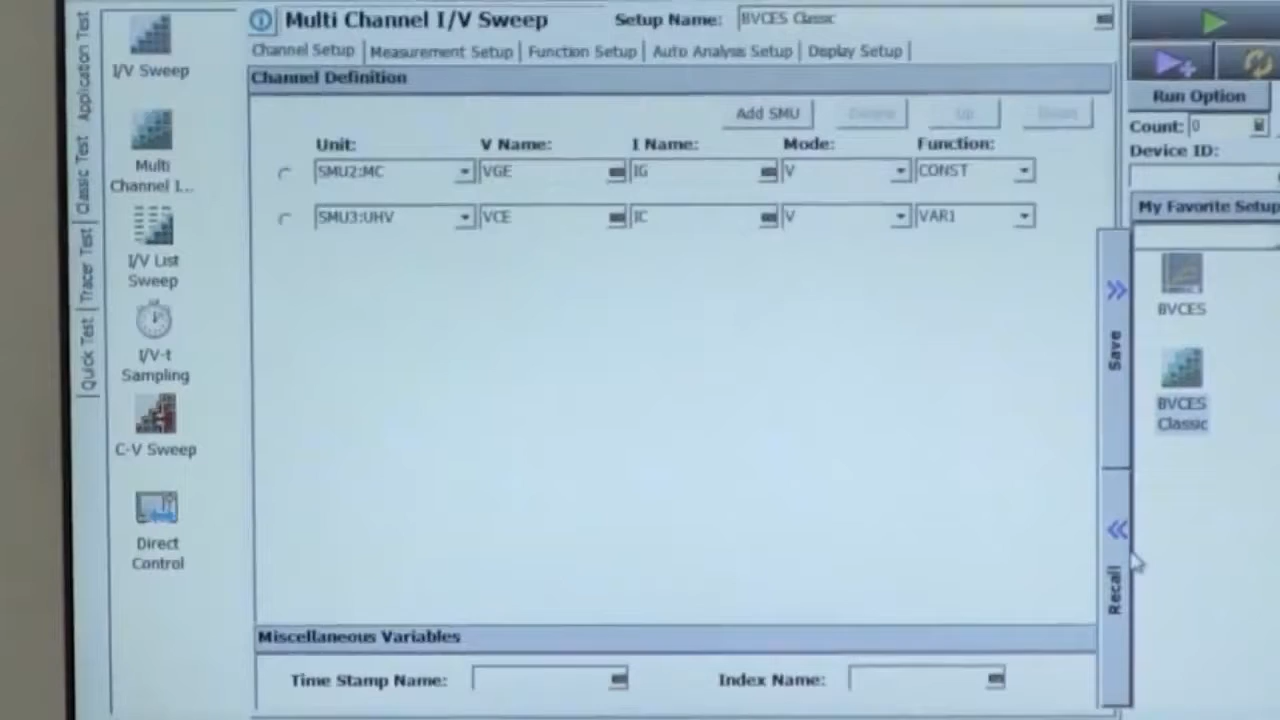 Multi Channel I/V Sweep
Setup Name: BVCES Classic
Channel Setup | Measurement Setup | Function Setup | Auto Analysis Setup | Display Setup
Channel Definition
Add SMU Up
Unit: V Name: I Name: Mode: Function:
SMU2:MC VGE IG V CONST
SMU3:UHV VCE IC V VAR1
Miscellaneous Variables
Time Stamp Name: Index Name:
Application Test
Classic Test
Tracer Test
Quick Test
I/V Sweep
Multi
Channel I...
I/V List
Sweep
I/V-t
Sampling
C-V Sweep
Direct
Control
Save
Recall
Run Option
Count: 0
Device ID:
My Favorite Setup
BVCES
BVCES
Classic